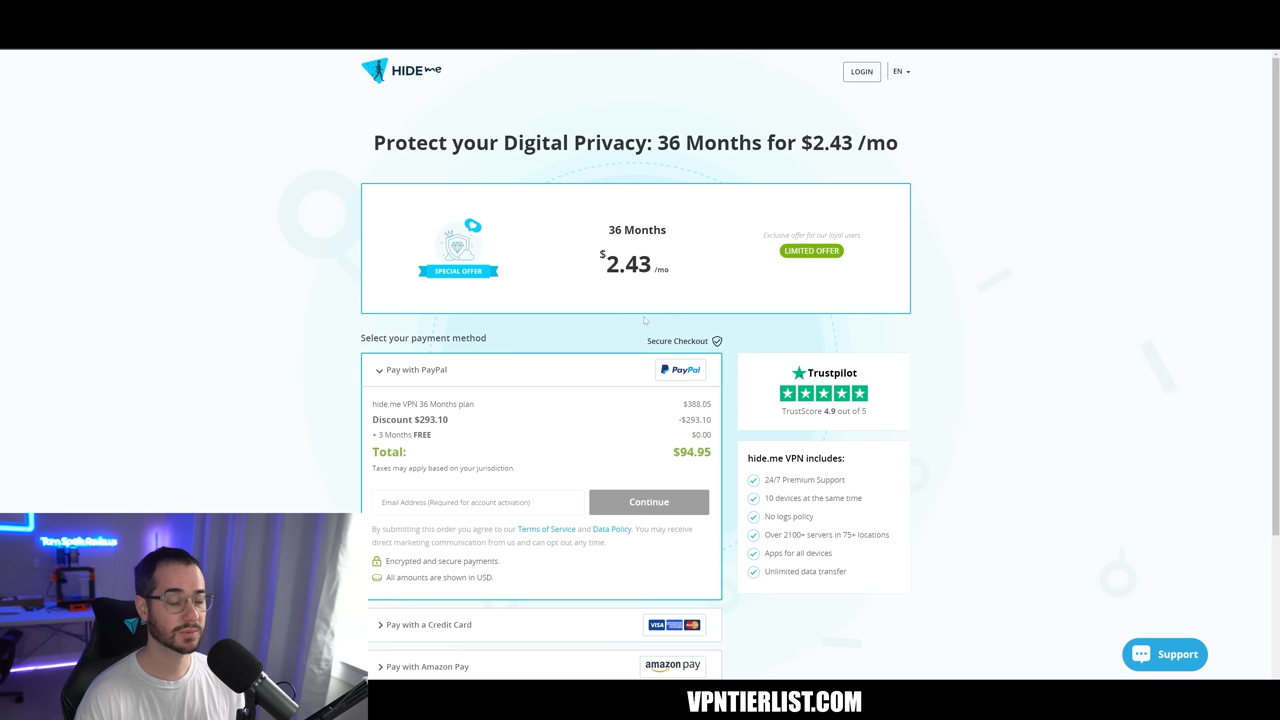 HIDE me
LOGIN
EN
Protect your Digital Privacy: 36 Months for $2.43 /mo
SPECIAL OFFER
36 Months
$2.43 /mo
Exclusive offer for our loyal users
LIMITED OFFER
Select your payment method
Secure Checkout
Pay with PayPal
PayPal
hide.me VPN 36 Months plan $388.05
Discount $293.10 -$293.10
+ 3 Months FREE $0.00
Total: $94.95
Taxes may apply based on your jurisdiction.
Email Address (Required for account activation)
Continue
By submitting this order you agree to our Terms of Service and Data Policy. You may receive
direct marketing communication from us and can opt out any time.
Encrypted and secure payments.
All amounts are shown in USD.
Pay with a Credit Card
VISA
Pay with Amazon Pay
amazon pay
Trustpilot
TrustScore 4.9 out of 5
hide.me VPN includes:
24/7 Premium Support
10 devices at the same time
No logs policy
Over 2100+ servers in 75+ locations
Apps for all devices
Unlimited data transfer
Support
Tom Spark Reviews
VPNTIERLIST.COM